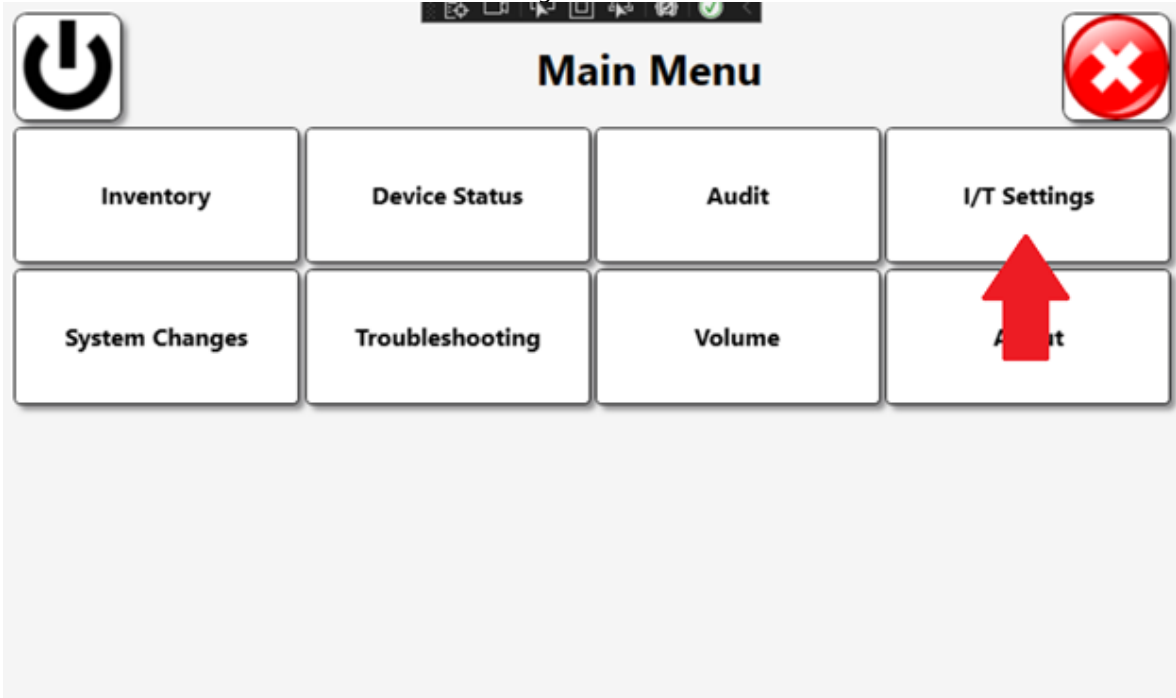 Main Menu
Inventory
Device Status
Audit
I/T Settings
System Changes
Troubleshooting
Volume